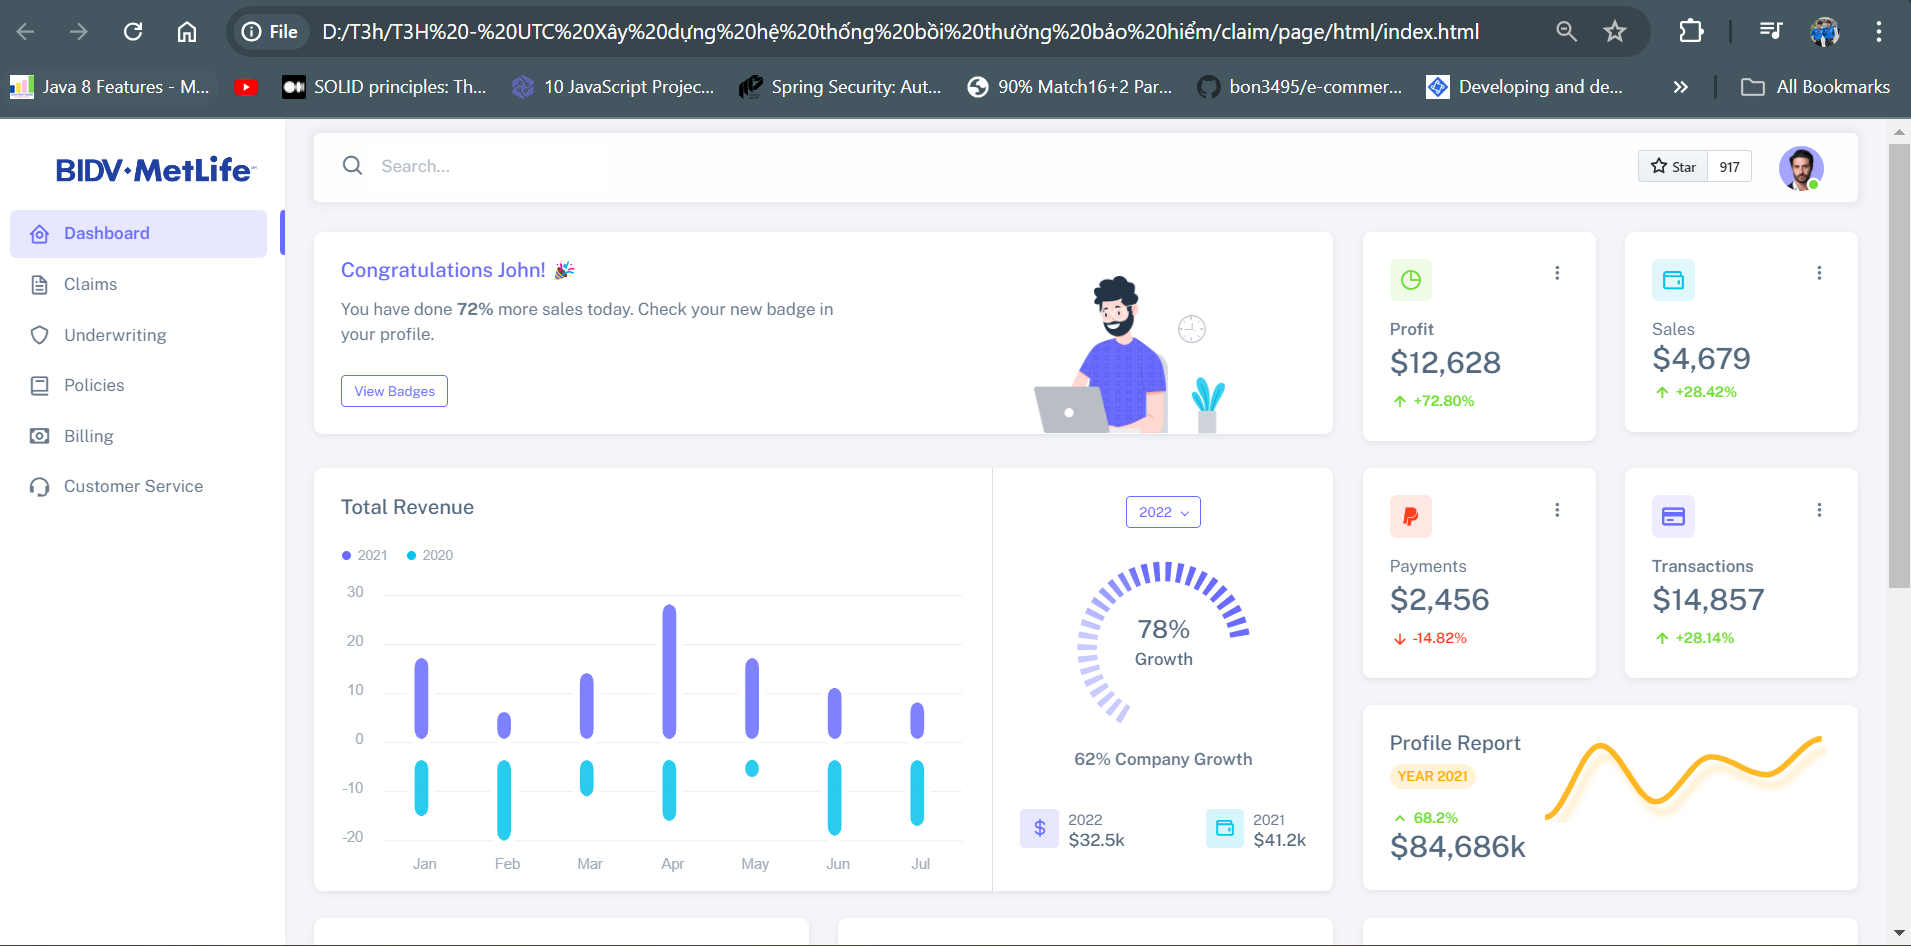 File
D:/T3h/T3H%20-%20UTC%20Xây%20dựng%20hệ%20thống%20bồi%20thường%20bảo%20hiểm/claim/page/html/index.html
Java 8 Features - M...
SOLID principles: Th...
10 JavaScript Projec...
Spring Security: Aut...
90% Match16+2 Par...
bon3495/e-commer...
Developing and de...
All Bookmarks
BIDV MetLife
Search...
Star
917
Dashboard
Claims
Underwriting
Policies
Billing
Customer Service
Congratulations John! 🎉
You have done 72% more sales today. Check your new badge in
your profile.
View Badges
Profit
$12,628
+72.80%
Sales
$4,679
+28.42%
Total Revenue
2021
2020
30
20
10
0
-10
-20
Jan
Feb
Mar
Apr
May
Jun
Jul
2022
78%
Growth
62% Company Growth
$
2022
$32.5k
2021
$41.2k
Payments
$2,456
-14.82%
Transactions
$14,857
+28.14%
Profile Report
YEAR 2021
68.2%
$84,686k